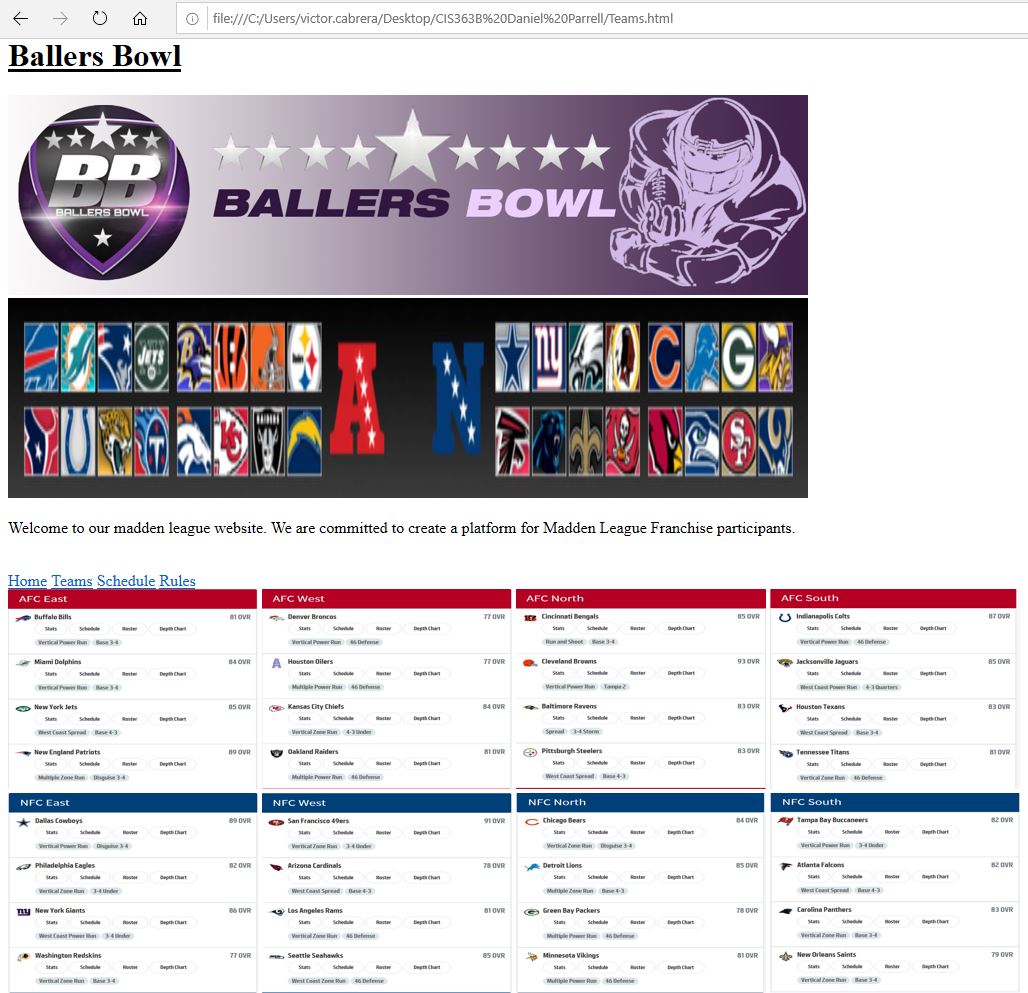 file:///C:/Users/victor.cabrera/Desktop/CIS363B%20Daniel%20Parrell/Teams.html
Ballers Bowl
BB
BALLERS BOWL
BALLERS BOWL
JETS
B
ny
G
KC
RAIDERS
SF
A N
Welcome to our madden league website. We are committed to create a platform for Madden League Franchise participants.
Home Teams Schedule Rules
AFC East
Buffalo Bills 81 OVR
Stats Schedule Roster Depth Chart
Vertical Power Run Base 3-4
Miami Dolphins 84 OVR
Stats Schedule Roster Depth Chart
Vertical Power Run Base 3-4
New York Jets 85 OVR
Stats Schedule Roster Depth Chart
West Coast Spread Base 4-3
New England Patriots 89 OVR
Stats Schedule Roster Depth Chart
Multiple Zone Run Disguise 3-4
AFC West
Denver Broncos 77 OVR
Stats Schedule Roster Depth Chart
Vertical Power Run 46 Defense
Houston Oilers 77 OVR
Stats Schedule Roster Depth Chart
Multiple Power Run 46 Defense
Kansas City Chiefs 84 OVR
Stats Schedule Roster Depth Chart
Vertical Zone Run 4-3 Under
Oakland Raiders 81 OVR
Stats Schedule Roster Depth Chart
Multiple Power Run 46 Defense
AFC North
Cincinnati Bengals 85 OVR
Stats Schedule Roster Depth Chart
Run and Shoot Base 3-4
Cleveland Browns 93 OVR
Stats Schedule Roster Depth Chart
Vertical Power Run Tampa 2
Baltimore Ravens 83 OVR
Stats Schedule Roster Depth Chart
Spread 3-4 Storm
Pittsburgh Steelers 83 OVR
Stats Schedule Roster Depth Chart
West Coast Spread Base 4-3
AFC South
Indianapolis Colts 87 OVR
Stats Schedule Roster Depth Chart
Vertical Power Run 46 Defense
Jacksonville Jaguars 85 OVR
Stats Schedule Roster Depth Chart
West Coast Power Run 4-3 Quarters
Houston Texans 83 OVR
Stats Schedule Roster Depth Chart
West Coast Spread Base 3-4
Tennessee Titans 81 OVR
Stats Schedule Roster Depth Chart
Vertical Zone Run 46 Defense
NFC East
Dallas Cowboys 89 OVR
Stats Schedule Roster Depth Chart
Vertical Power Run Disguise 3-4
Philadelphia Eagles 82 OVR
Stats Schedule Roster Depth Chart
Vertical Zone Run 3-4 Under
New York Giants 86 OVR
Stats Schedule Roster Depth Chart
West Coast Power Run 3-4 Under
Washington Redskins 77 OVR
Stats Schedule Roster Depth Chart
Vertical Zone Run Base 3-4
NFC West
San Francisco 49ers 91 OVR
Stats Schedule Roster Depth Chart
Vertical Zone Run 3-4 Under
Arizona Cardinals 78 OVR
Stats Schedule Roster Depth Chart
West Coast Spread Base 4-3
Los Angeles Rams 81 OVR
Stats Schedule Roster Depth Chart
Vertical Zone Run 46 Defense
Seattle Seahawks 85 OVR
Stats Schedule Roster Depth Chart
West Coast Zone Run 46 Defense
NFC North
Chicago Bears 84 OVR
Stats Schedule Roster Depth Chart
Vertical Zone Run Disguise 3-4
Detroit Lions 85 OVR
Stats Schedule Roster Depth Chart
Multiple Zone Run Base 4-3
Green Bay Packers 78 OVR
Stats Schedule Roster Depth Chart
Multiple Power Run 46 Defense
Minnesota Vikings 81 OVR
Stats Schedule Roster Depth Chart
Multiple Power Run 46 Defense
NFC South
Tampa Bay Buccaneers 82 OVR
Stats Schedule Roster Depth Chart
Vertical Power Run 3-4 Under
Atlanta Falcons 82 OVR
Stats Schedule Roster Depth Chart
West Coast Spread Base 4-3
Carolina Panthers 83 OVR
Stats Schedule Roster Depth Chart
Vertical Zone Run Base 3-4
New Orleans Saints 79 OVR
Stats Schedule Roster Depth Chart
Vertical Zone Run Base 3-4